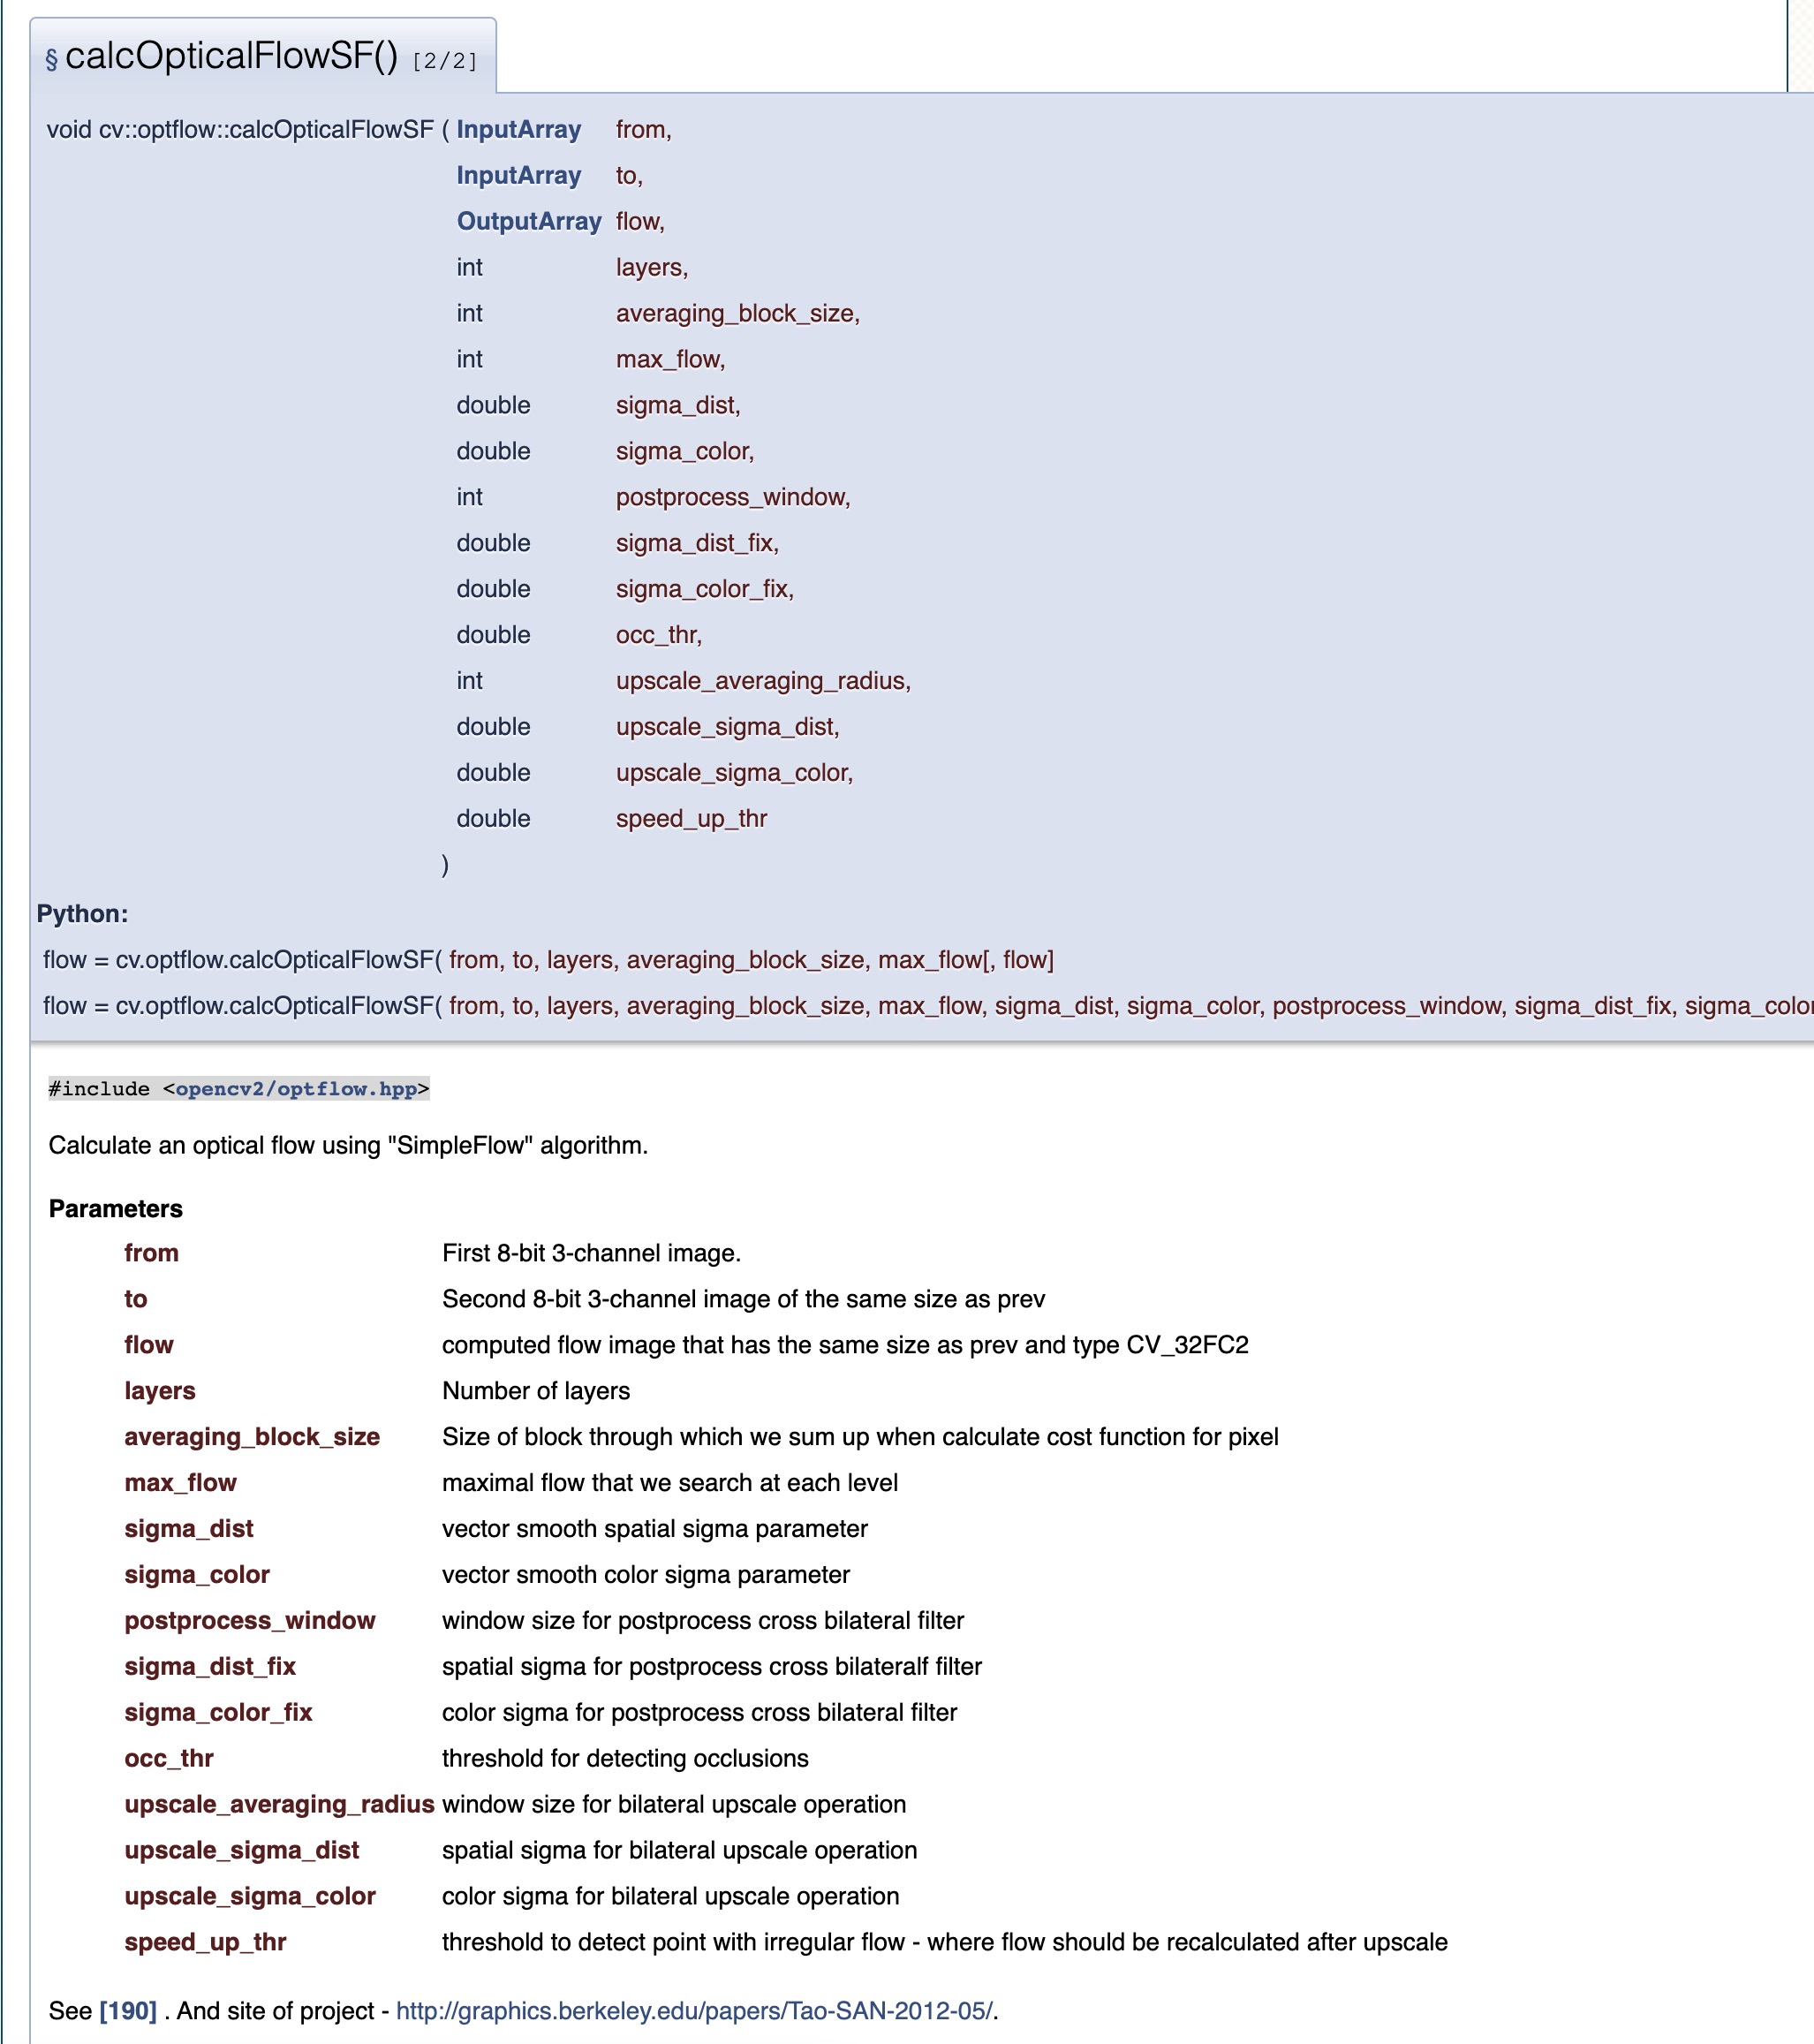 § calcOpticalFlowSF() [2/2]
void cv::optflow::calcOpticalFlowSF ( InputArray from,
InputArray to,
OutputArray flow,
int layers,
int averaging_block_size,
int max_flow,
double sigma_dist,
double sigma_color,
int postprocess_window,
double sigma_dist_fix,
double sigma_color_fix,
double occ_thr,
int upscale_averaging_radius,
double upscale_sigma_dist,
double upscale_sigma_color,
double speed_up_thr
)
Python:
flow = cv.optflow.calcOpticalFlowSF( from, to, layers, averaging_block_size, max_flow[, flow]
flow = cv.optflow.calcOpticalFlowSF( from, to, layers, averaging_block_size, max_flow, sigma_dist, sigma_color, postprocess_window, sigma_dist_fix, sigma_color
#include <opencv2/optflow.hpp>
Calculate an optical flow using "SimpleFlow" algorithm.
Parameters
from First 8-bit 3-channel image.
to Second 8-bit 3-channel image of the same size as prev
flow computed flow image that has the same size as prev and type CV_32FC2
layers Number of layers
averaging_block_size Size of block through which we sum up when calculate cost function for pixel
max_flow maximal flow that we search at each level
sigma_dist vector smooth spatial sigma parameter
sigma_color vector smooth color sigma parameter
postprocess_window window size for postprocess cross bilateral filter
sigma_dist_fix spatial sigma for postprocess cross bilateralf filter
sigma_color_fix color sigma for postprocess cross bilateral filter
occ_thr threshold for detecting occlusions
upscale_averaging_radius window size for bilateral upscale operation
upscale_sigma_dist spatial sigma for bilateral upscale operation
upscale_sigma_color color sigma for bilateral upscale operation
speed_up_thr threshold to detect point with irregular flow - where flow should be recalculated after upscale
See [190] . And site of project - http://graphics.berkeley.edu/papers/Tao-SAN-2012-05/.